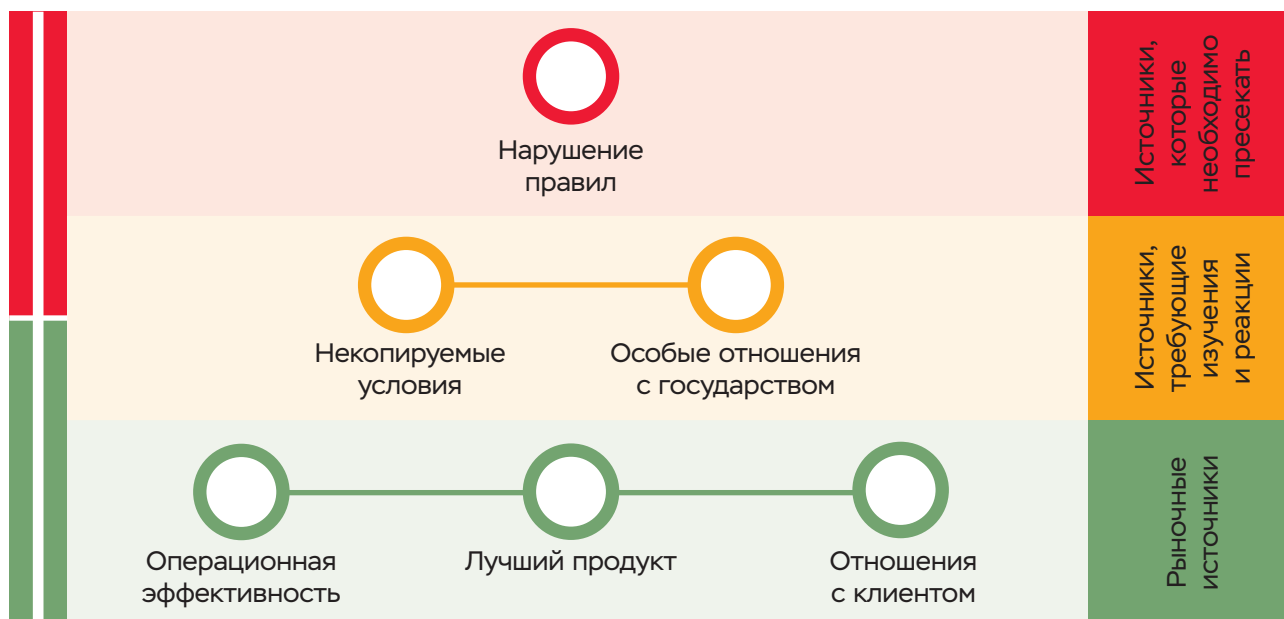 Нарушение
правил
Источники,
которые
необходимо
пресекать
Некопируемые
условия
Особые отношения
с государством
Источники,
требующие
изучения
и реакции
Операционная
эффективность
Лучший продукт
Отношения
с клиентом
Рыночные
источники